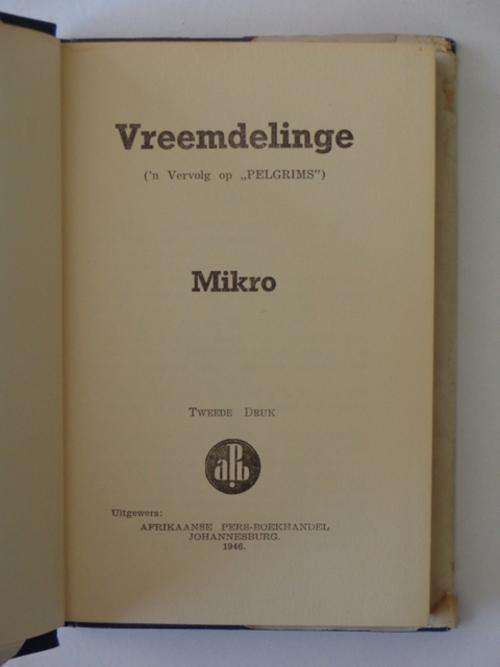 Vreemdelinge
('n Vervolg op „PELGRIMS")
Mikro
TWEEDE DRUK
aPb
Uitgewers:
AFRIKAANSE PERS-BOEKHANDEL
JOHANNESBURG.
1946.